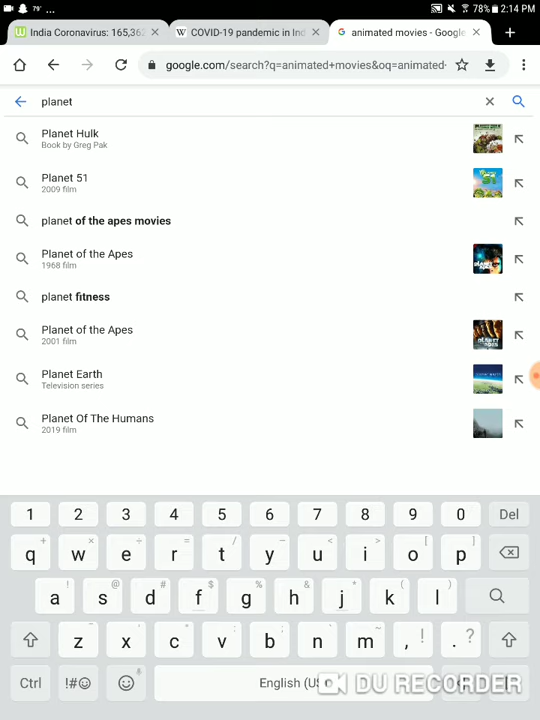 79° 78% 2:14 PM
India Coronavirus: 165,362 COVID-19 pandemic in Ind animated movies - Google
google.com/search?q=animated+movies&oq=animated-
planet
Planet Hulk
Book by Greg Pak
Planet 51
2009 film
planet of the apes movies
Planet of the Apes
1968 film
planet fitness
Planet of the Apes
2001 film
Planet Earth
Television series
Planet Of The Humans
2019 film
1 2 3 4 5 6 7 8 9 0 Del
q w e r t y u i o p
a s d f g h j k l
z x c v b n m , ! . ?
Ctrl !#☺ English (US)
DU RECORDER